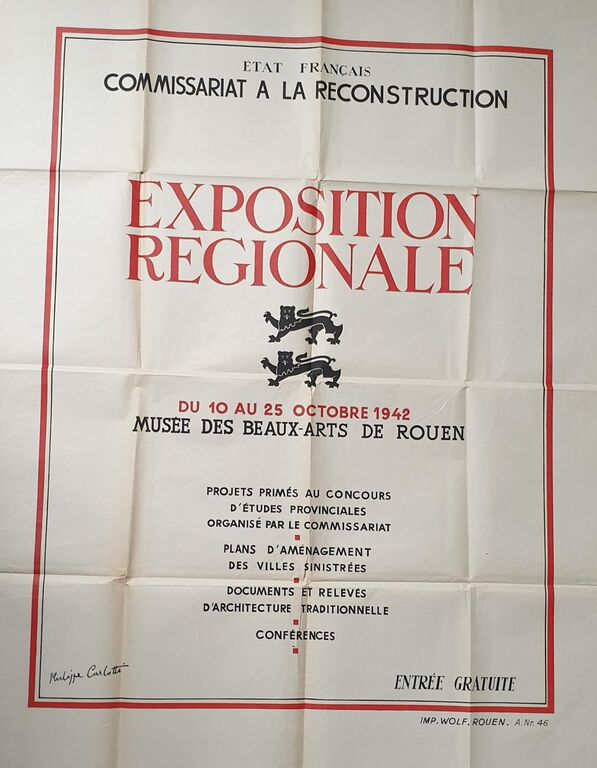 ETAT FRANÇAIS
COMMISSARIAT A LA RECONSTRUCTION
EXPOSITION
REGIONALE
DU 10 AU 25 OCTOBRE 1942
MUSÉE DES BEAUX-ARTS DE ROUEN
PROJETS PRIMÉS AU CONCOURS
D'ÉTUDES PROVINCIALES
ORGANISÉ PAR LE COMMISSARIAT
PLANS D'AMÉNAGEMENT
DES VILLES SINISTRÉES
DOCUMENTS ET RELEVÉS
D'ARCHITECTURE TRADITIONNELLE
CONFÉRENCES
Philippe Carlotti
ENTRÉE GRATUITE
IMP. WOLF. ROUEN. A.Nr. 46